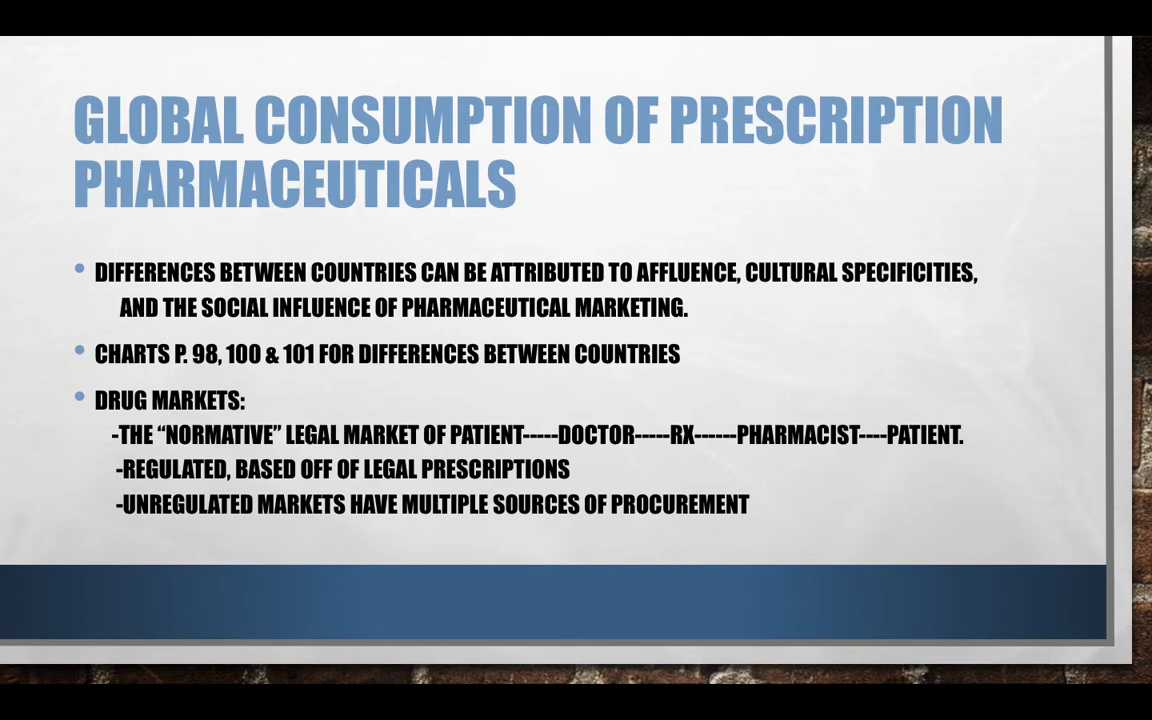 GLOBAL CONSUMPTION OF PRESCRIPTION
PHARMACEUTICALS
• DIFFERENCES BETWEEN COUNTRIES CAN BE ATTRIBUTED TO AFFLUENCE, CULTURAL SPECIFICITIES,
AND THE SOCIAL INFLUENCE OF PHARMACEUTICAL MARKETING.
• CHARTS P. 98, 100 & 101 FOR DIFFERENCES BETWEEN COUNTRIES
• DRUG MARKETS:
-THE “NORMATIVE” LEGAL MARKET OF PATIENT-----DOCTOR-----RX------PHARMACIST----PATIENT.
-REGULATED, BASED OFF OF LEGAL PRESCRIPTIONS
-UNREGULATED MARKETS HAVE MULTIPLE SOURCES OF PROCUREMENT